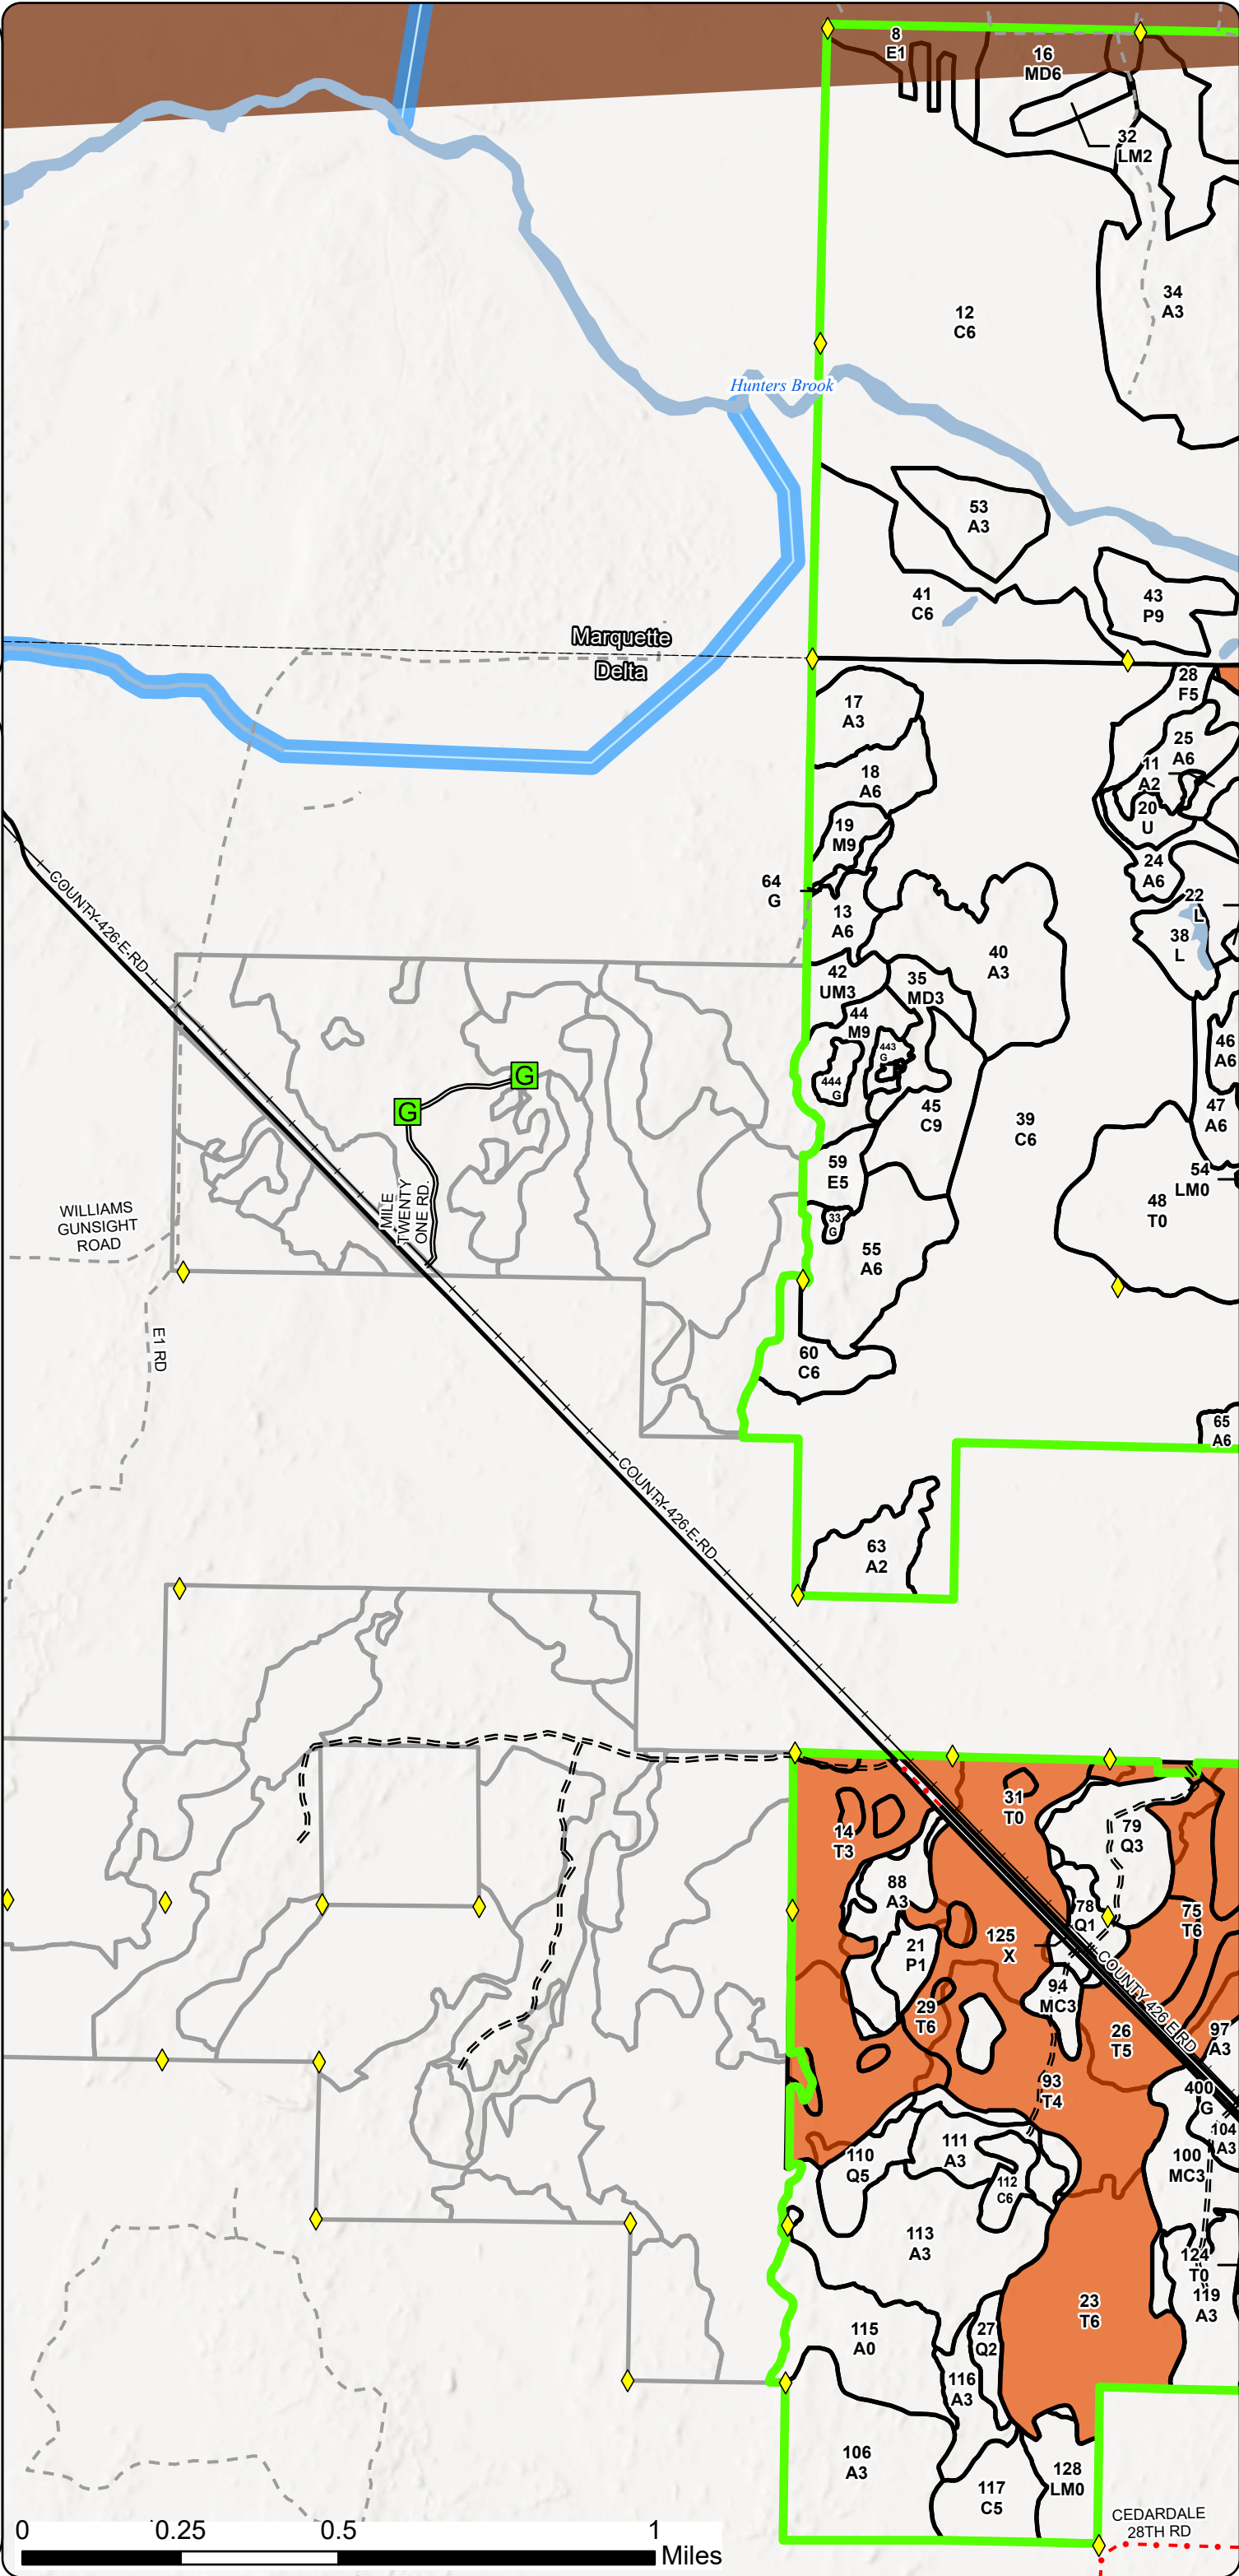 8
E1
16
MD6
32
LM2
34
A3
12
C6
Hunters Brook
53
A3
41
C6
43
P9
Marquette
Delta
28
F5
17
A3
25
A6
11
A2
18
A6
20
U
19
M9
24
A6
64
G
22
L
13
A6
38
L
40
A3
42
UM3
35
MD3
44
M9
443
G
444
G
46
A6
45
C9
39
C6
47
A6
59
E5
54
LM0
48
T0
33
G
55
A6
60
C6
65
A6
63
A2
COUNTY 426 E RD
G
G
MILE
TWENTY
ONE RD.
WILLIAMS
GUNSIGHT
ROAD
E1 RD
COUNTY 426 E RD
31
T0
14
T3
79
Q3
88
A3
78
Q1
75
T6
21
P1
125
X
94
MC3
29
T6
26
T5
COUNTY 426 E RD
97
A3
93
T4
400
G
104
A3
110
Q5
111
A3
100
MC3
112
C6
113
A3
124
T0
119
A3
23
T6
115
A0
27
Q2
116
A3
106
A3
128
LM0
117
C5
CEDARDALE
28TH RD
0 0.25 0.5 1
Miles